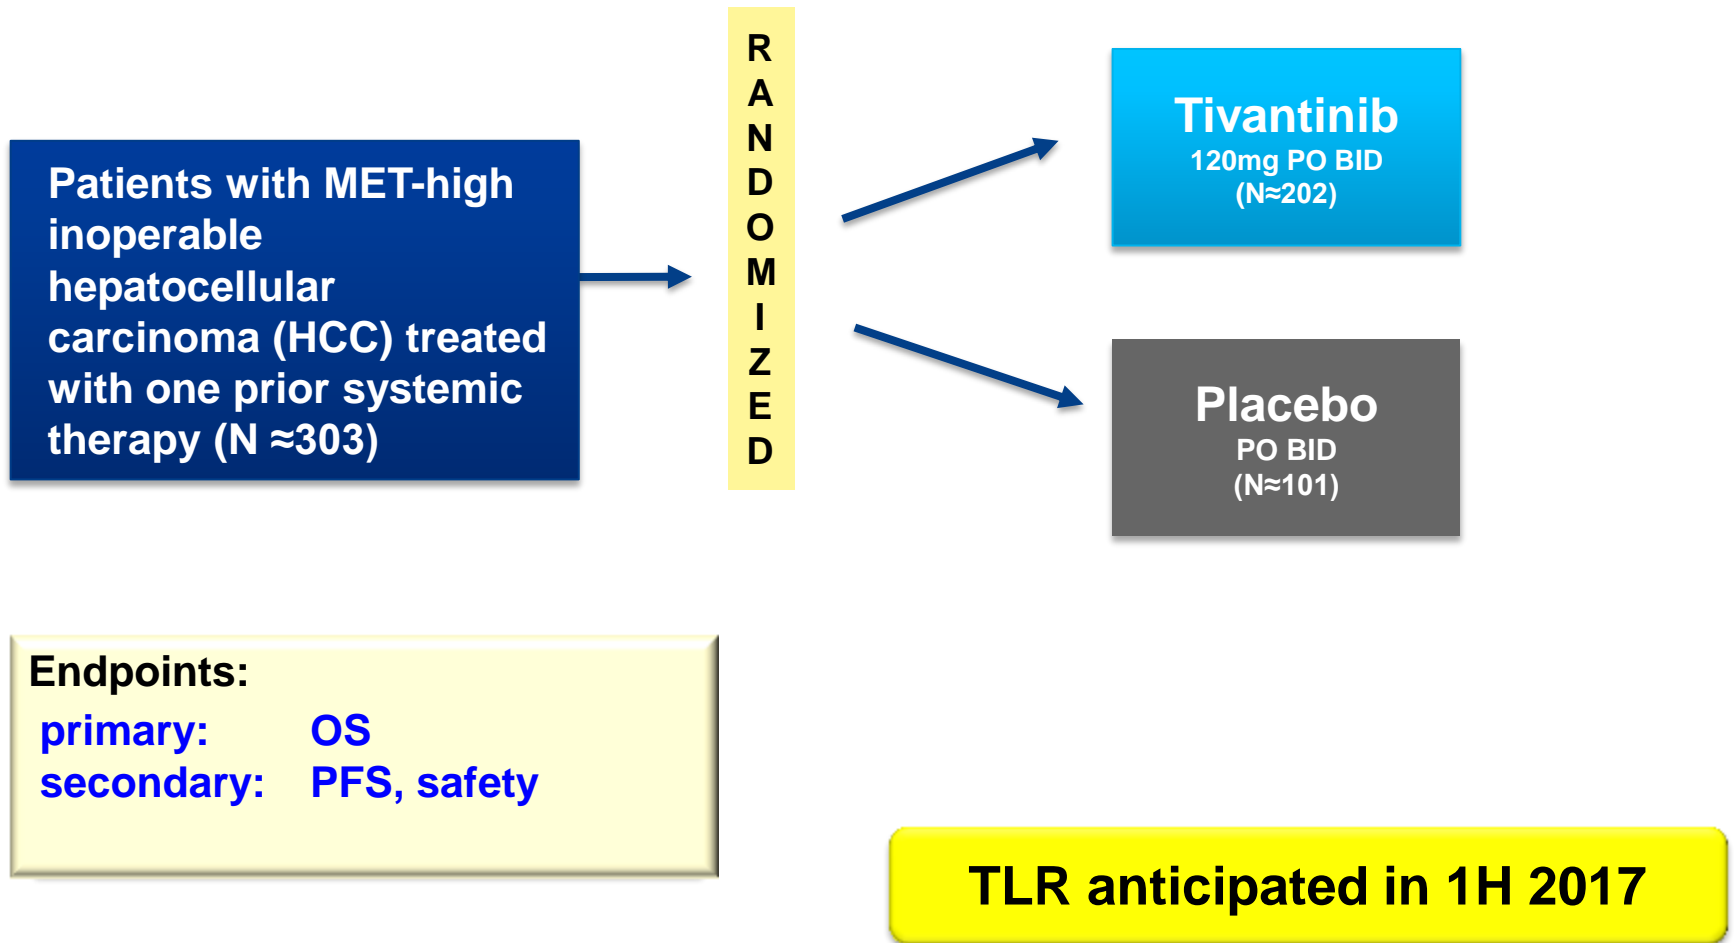 Patients with MET-high
inoperable
hepatocellular
carcinoma (HCC) treated
with one prior systemic
therapy (N ≈303)
R
A
N
D
O
M
I
Z
E
D
Tivantinib
120mg PO BID
(N≈202)
Placebo
PO BID
(N≈101)
Endpoints:
primary: OS
secondary: PFS, safety
TLR anticipated in 1H 2017